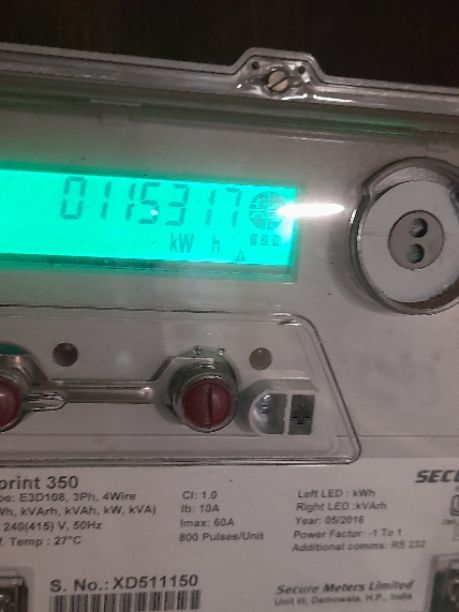 0115317
kW h
print 350
pe: E3D108, 3Ph, 4Wire
Wh, kVArh, kVAh, kW, kVA)
240(415) V, 50Hz
f. Temp : 27°C
Cl: 1.0
Ib: 10A
Imax: 60A
800 Pulses/Unit
SECU
Left LED : kWh
Right LED :kVArh
Year: 05/2016
Power Factor: -1 To 1
Additional comms: RS 232
S. No.: XD511150
Secure Meters Limited
Unit III, Damowala, H.P., India